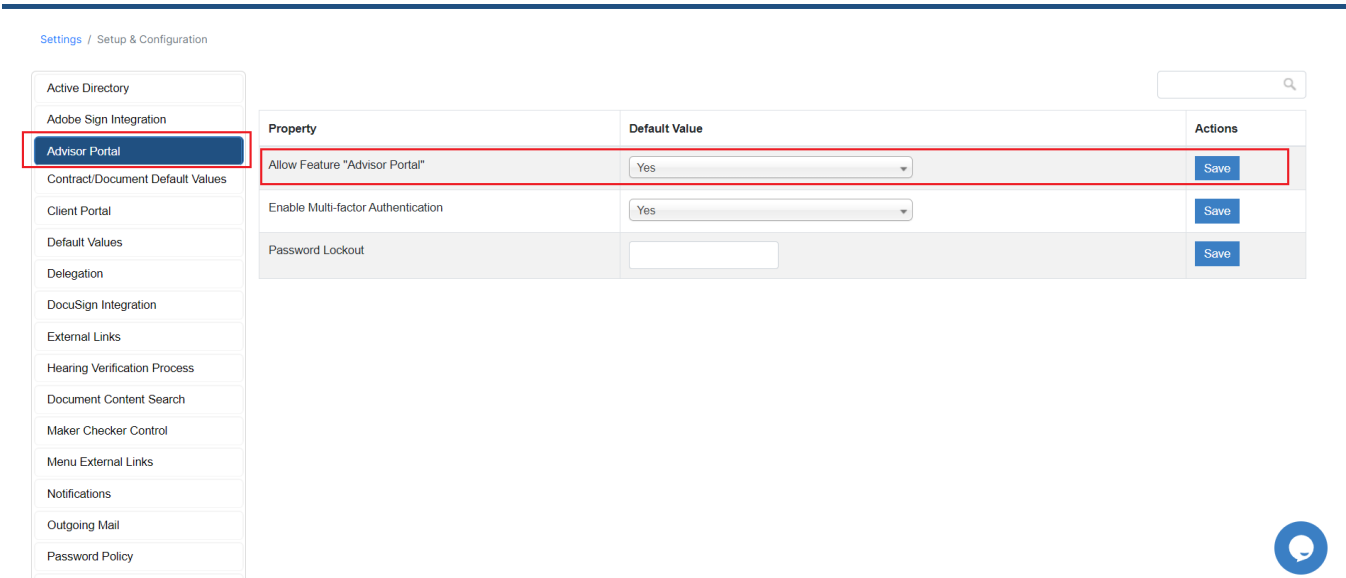 Settings / Setup & Configuration
Active Directory
Adobe Sign Integration
Advisor Portal
Contract/Document Default Values
Client Portal
Default Values
Delegation
DocuSign Integration
External Links
Hearing Verification Process
Document Content Search
Maker Checker Control
Menu External Links
Notifications
Outgoing Mail
Password Policy
Property Default Value Actions
Allow Feature "Advisor Portal" Yes Save
Enable Multi-factor Authentication Yes Save
Password Lockout Save